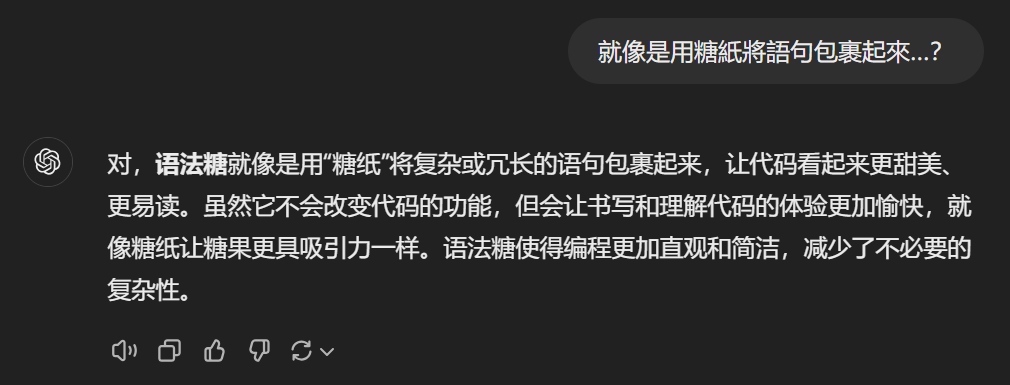 就像是用糖紙將語句包裹起來...?
对，语法糖就像是用“糖纸”将复杂或冗长的语句包裹起来，让代码看起来更甜美、
更易读。虽然它不会改变代码的功能，但会让书写和理解代码的体验更加愉快，就
像糖纸让糖果更具吸引力一样。语法糖使得编程更加直观和简洁，减少了不必要的
复杂性。